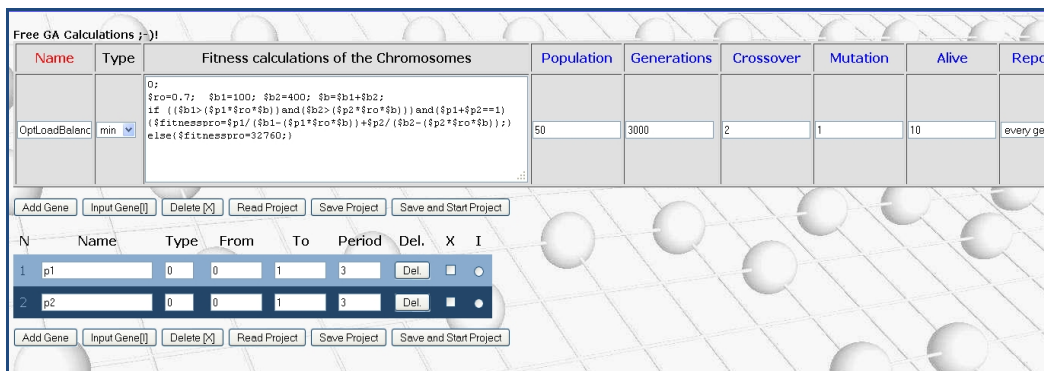 Free GA Calculations ;-)!
Name Type Fitness calculations of the Chromosomes Population Generations Crossover Mutation Alive Repo
0;
$ro=0.7;  $b1=100; $b2=400; $b=$b1+$b2;
if (($b1>($p1*$ro*$b))and($b2>($p2*$ro*$b)))and($p1+$p2==1)
OptLoadBalanc min ($fitnesspro=$p1/($b1-($p1*$ro*$b))+$p2/($b2-($p2*$ro*$b));) 50 3000 2 1 10 every ge
else($fitnesspro=32760;)
Add Gene Input Gene[I] Delete [X] Read Project Save Project Save and Start Project
N Name Type From To Period Del. X I
1 p1 0 0 1 3 Del.
2 p2 0 0 1 3 Del.
Add Gene Input Gene[I] Delete [X] Read Project Save Project Save and Start Project